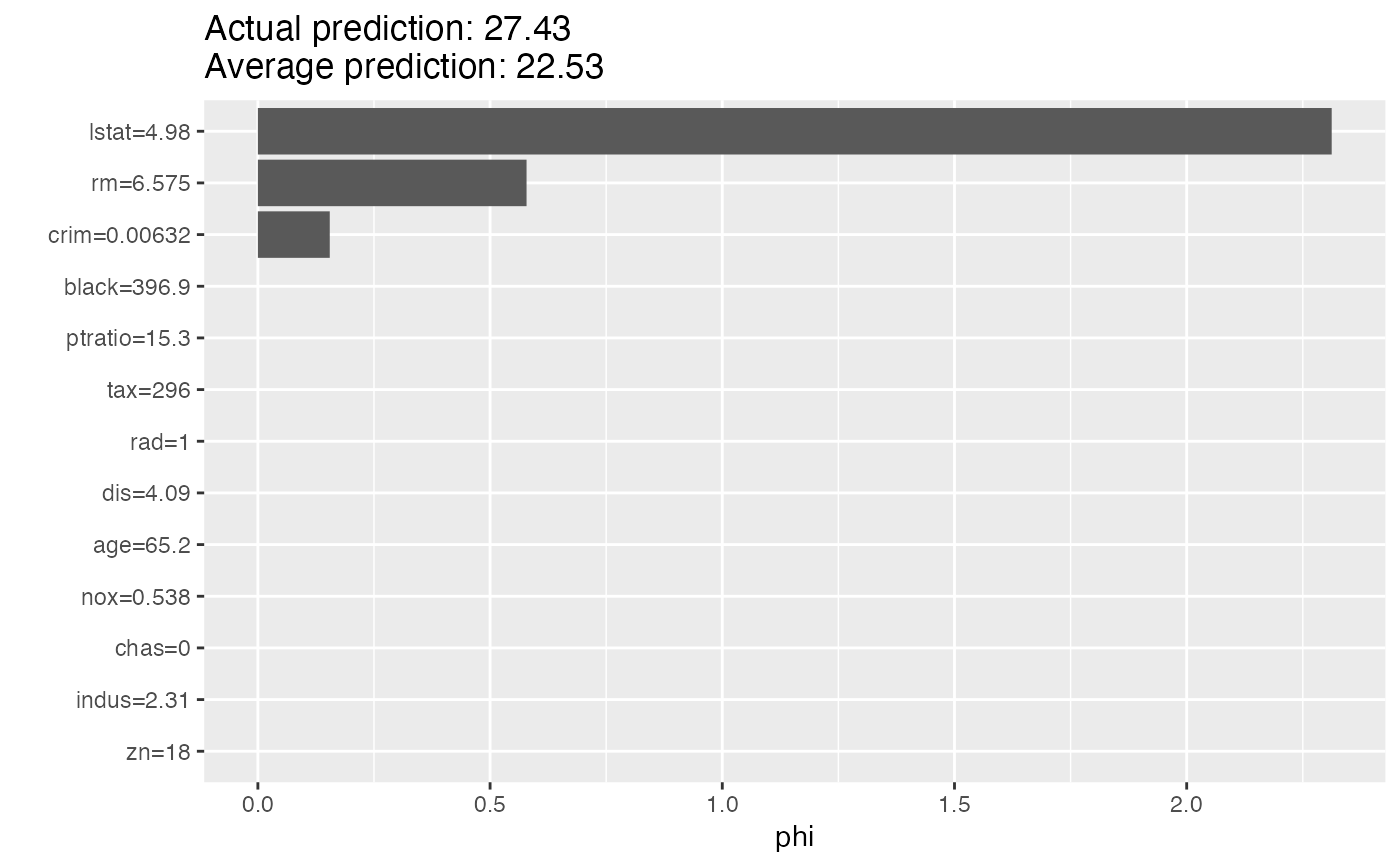 Actual prediction: 27.43
Average prediction: 22.53
lstat=4.98
rm=6.575
crim=0.00632
black=396.9
ptratio=15.3
tax=296
rad=1
dis=4.09
age=65.2
nox=0.538
chas=0
indus=2.31
zn=18
0.0 0.5 1.0 1.5 2.0
phi